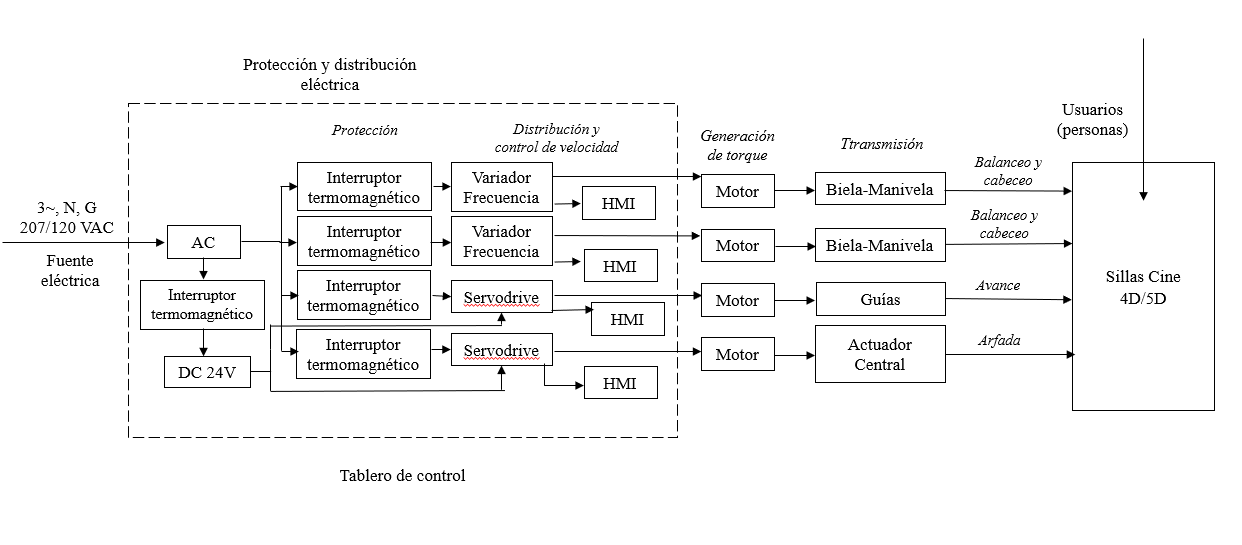 Protección y distribución
eléctrica
Protección
Distribución y
control de velocidad
Generación
de torque
Ttransmisión
Balanceo y
cabeceo
Usuarios
(personas)
3~, N, G
207/120 VAC
Fuente
eléctrica
AC
Interruptor
termomagnético
DC 24V
Interruptor
termomagnético
Variador
Frecuencia
HMI
Motor
Biela-Manivela
Interruptor
termomagnético
Variador
Frecuencia
HMI
Motor
Biela-Manivela
Balanceo y
cabeceo
Interruptor
termomagnético
Servodrive
HMI
Motor
Guías
Avance
Interruptor
termomagnético
Servodrive
HMI
Motor
Actuador
Central
Arfada
Sillas Cine
4D/5D
Tablero de control